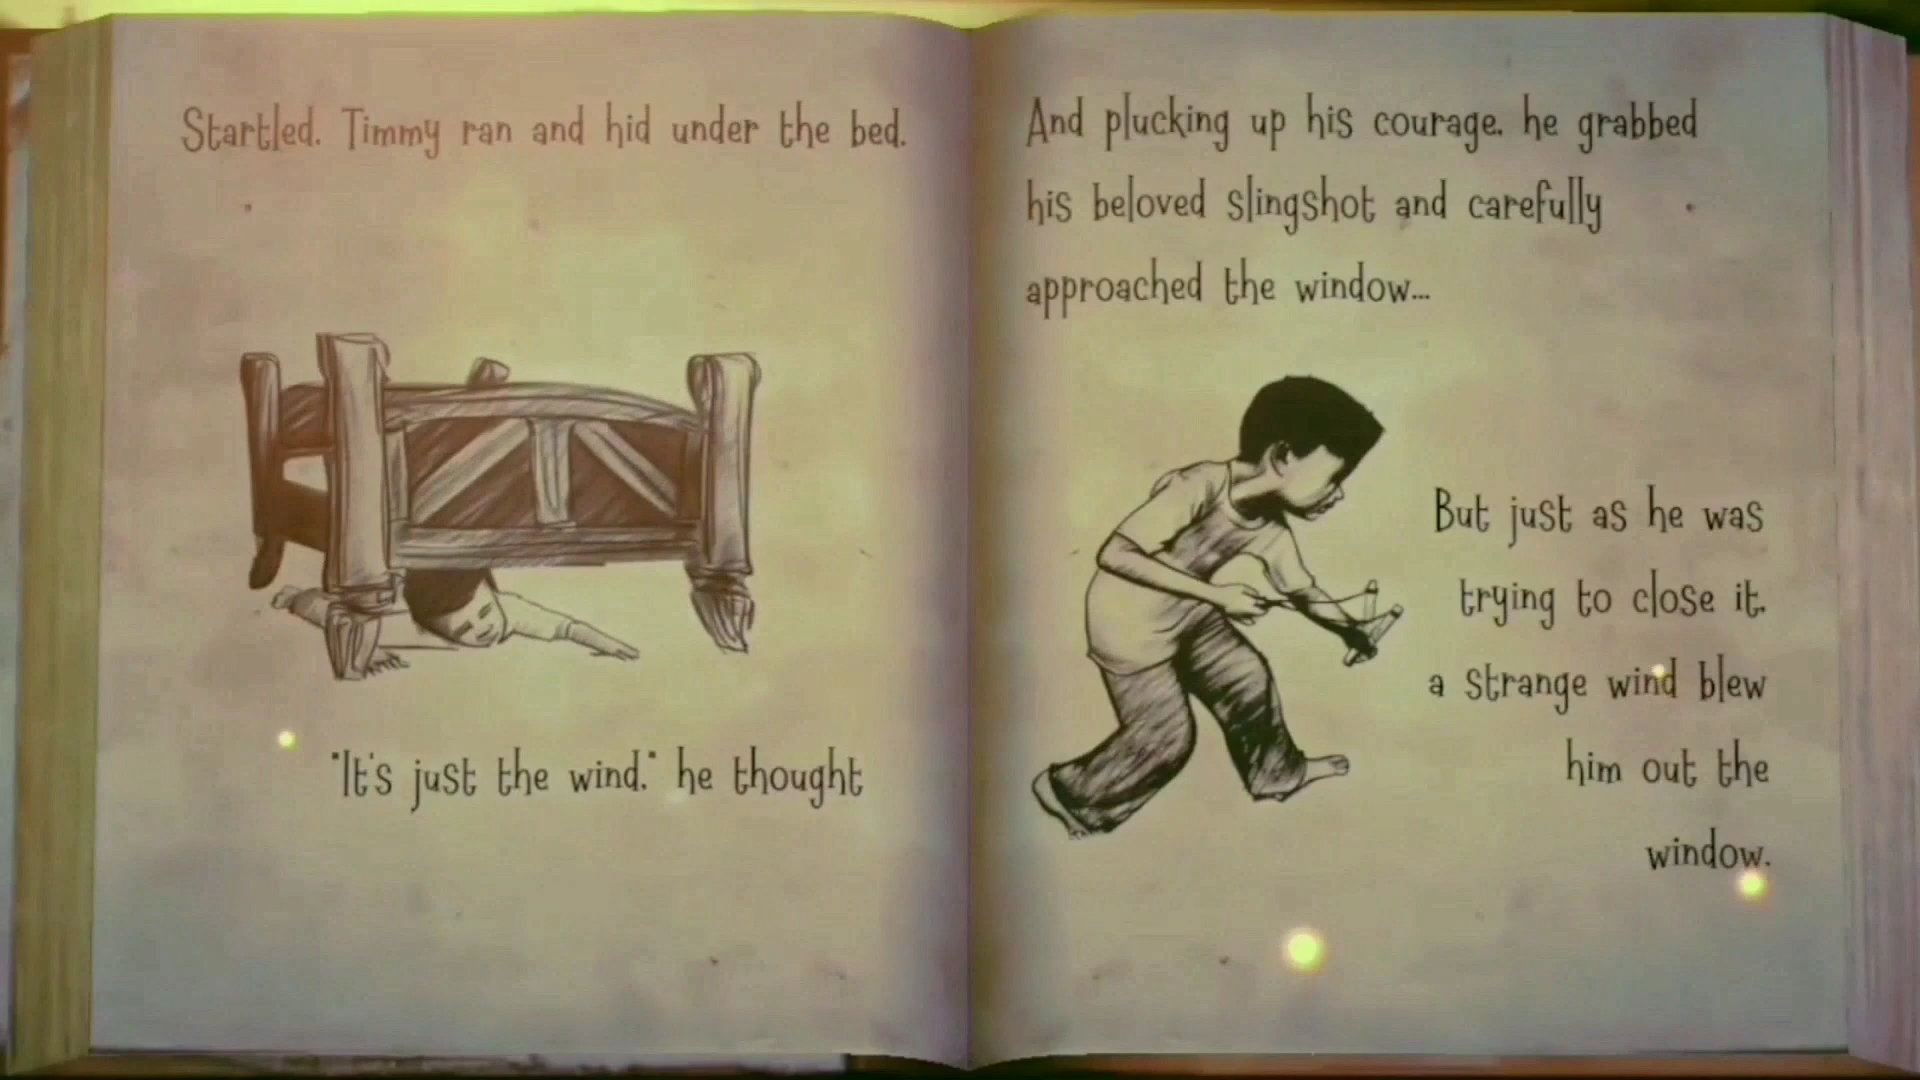 Startled. Timmy ran and hid under the bed.
"It's just the wind." he thought
And plucking up his courage. he grabbed
his beloved slingshot and carefully
approached the window...
But just as he was
trying to close it.
a strange wind blew
him out the
window.